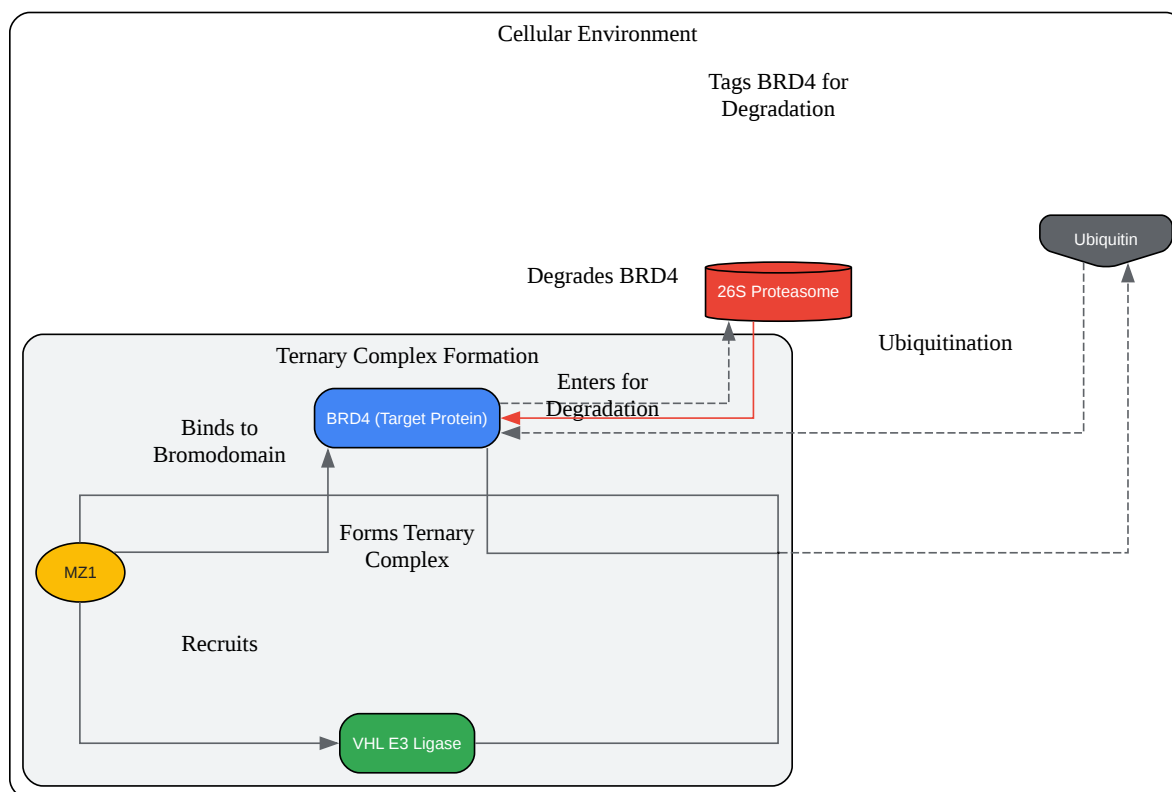 Cellular Environment
Tags BRD4 for
Degradation
Ubiquitin
Degrades BRD4
26S Proteasome
Ubiquitination
Ternary Complex Formation
Enters for
Degradation
BRD4 (Target Protein)
Binds to
Bromodomain
Forms Ternary
Complex
MZ1
Recruits
VHL E3 Ligase